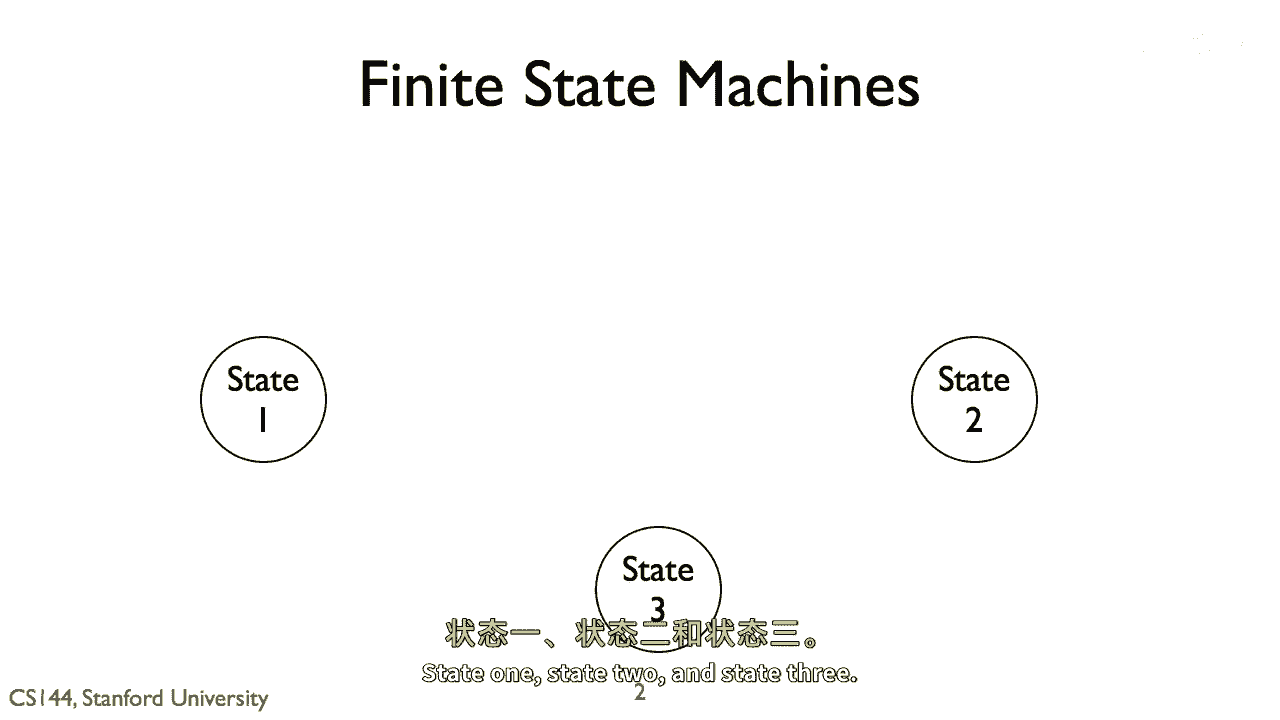 Finite State Machines
State
1
State
2
State
3
状态一、状态二和状态三。
State one, state two, and state three.
CS144, Stanford University
2